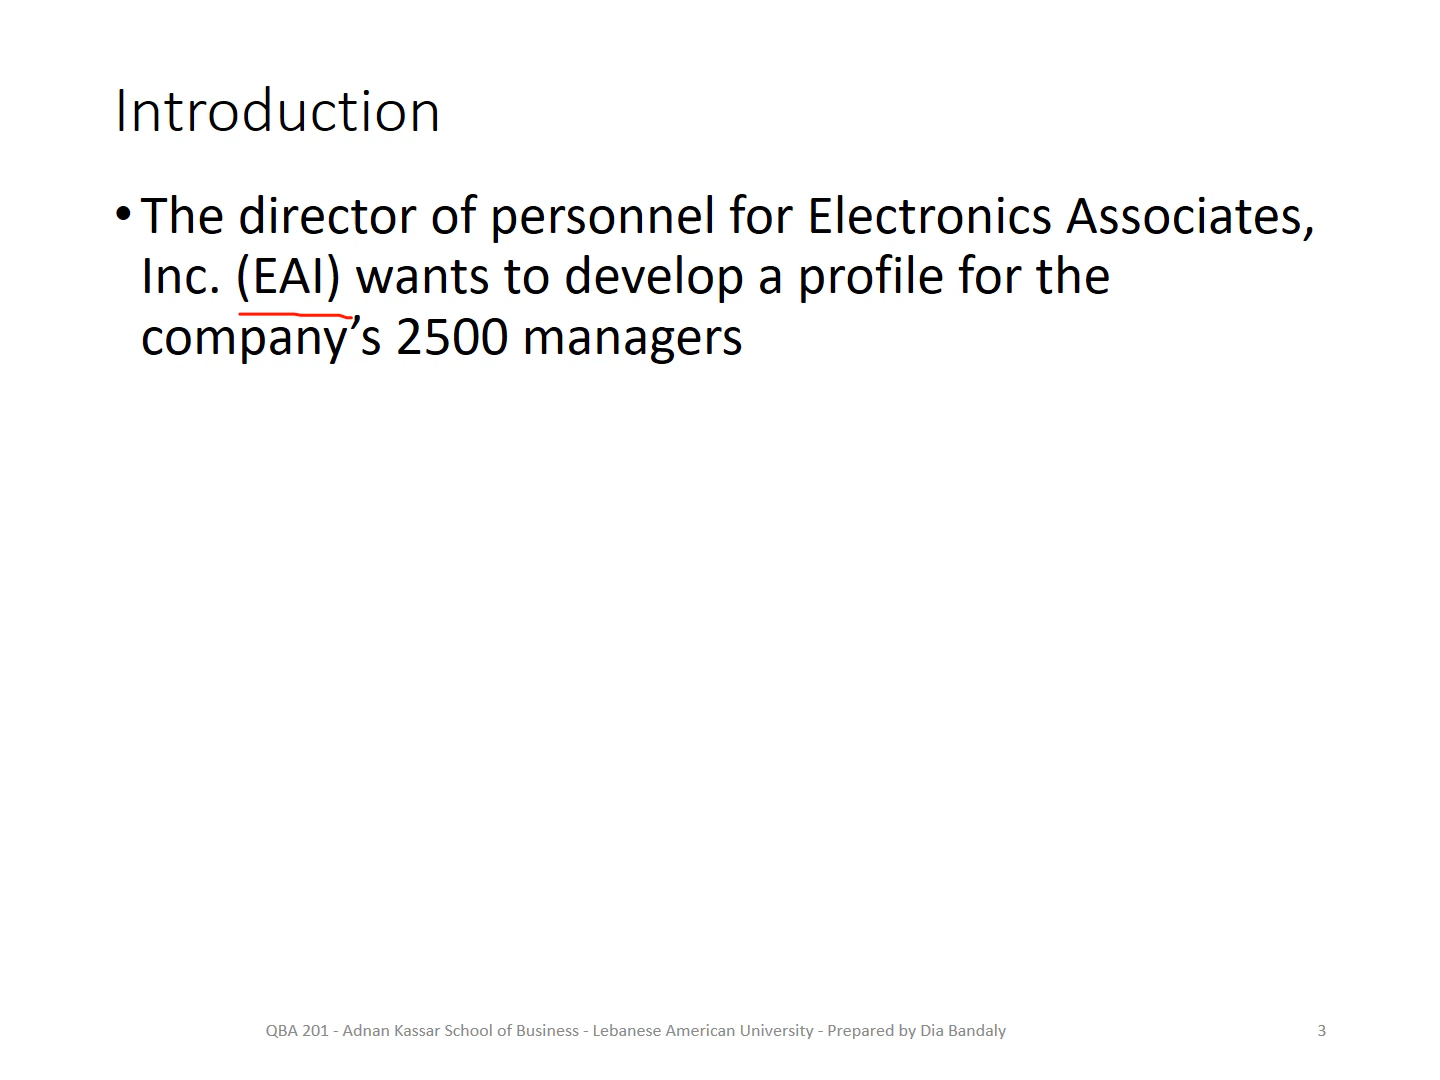 Introduction
• The director of personnel for Electronics Associates,
Inc. (EAI) wants to develop a profile for the
company’s 2500 managers
QBA 201 - Adnan Kassar School of Business - Lebanese American University - Prepared by Dia Bandaly
3